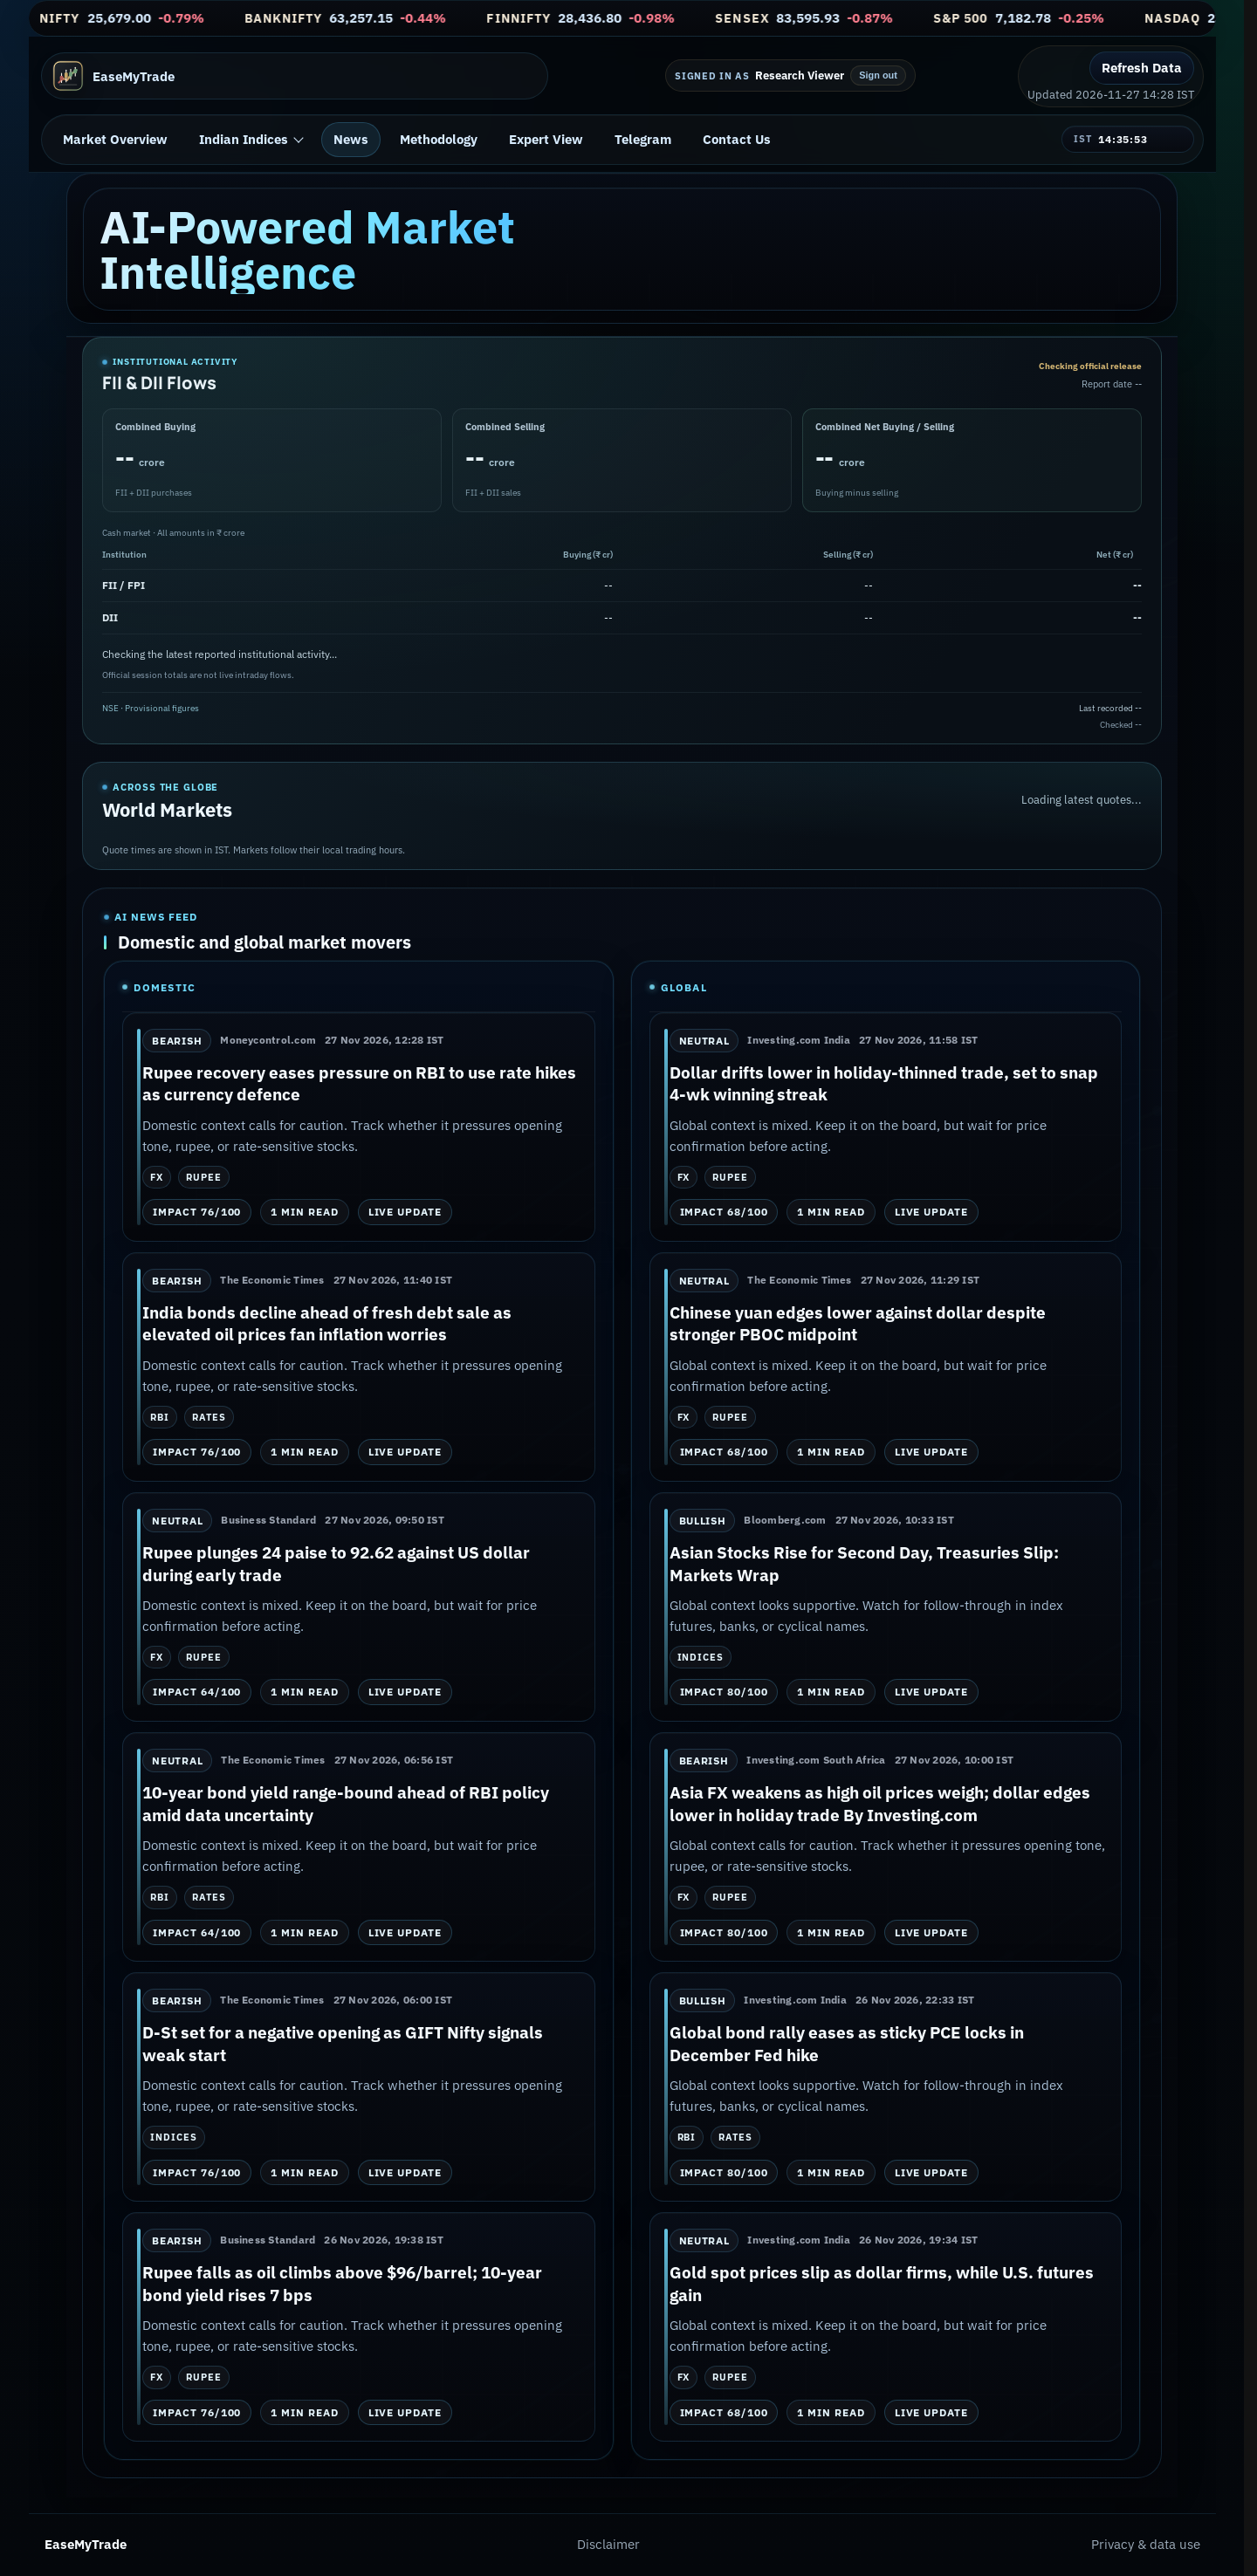 NIFTY 25,679.00 -0.79% BANKNIFTY 63,257.15 -0.44% FINNIFTY 28,436.80 -0.98% SENSEX 83,595.93 -0.87% S&P 500 7,182.78 -0.25% NASDAQ 2
EaseMyTrade
SIGNED IN AS Research Viewer Sign out
Refresh Data
Updated 2026-11-27 14:28 IST
Market Overview Indian Indices News Methodology Expert View Telegram Contact Us IST 14:35:53
AI-Powered Market
Intelligence
INSTITUTIONAL ACTIVITY
FII & DII Flows
Checking official release
Report date --
Combined Buying
-- crore
FII + DII purchases
Combined Selling
-- crore
FII + DII sales
Combined Net Buying / Selling
-- crore
Buying minus selling
Cash market · All amounts in ₹ crore
Institution Buying (₹ cr) Selling (₹ cr) Net (₹ cr)
FII / FPI -- -- --
DII -- -- --
Checking the latest reported institutional activity...
Official session totals are not live intraday flows.
NSE · Provisional figures
Last recorded --
Checked --
ACROSS THE GLOBE
World Markets
Loading latest quotes...
Quote times are shown in IST. Markets follow their local trading hours.
AI NEWS FEED
Domestic and global market movers
DOMESTIC
BEARISH Moneycontrol.com 27 Nov 2026, 12:28 IST
Rupee recovery eases pressure on RBI to use rate hikes
as currency defence
Domestic context calls for caution. Track whether it pressures opening
tone, rupee, or rate-sensitive stocks.
FX RUPEE
IMPACT 76/100 1 MIN READ LIVE UPDATE
BEARISH The Economic Times 27 Nov 2026, 11:40 IST
India bonds decline ahead of fresh debt sale as
elevated oil prices fan inflation worries
Domestic context calls for caution. Track whether it pressures opening
tone, rupee, or rate-sensitive stocks.
RBI RATES
IMPACT 76/100 1 MIN READ LIVE UPDATE
NEUTRAL Business Standard 27 Nov 2026, 09:50 IST
Rupee plunges 24 paise to 92.62 against US dollar
during early trade
Domestic context is mixed. Keep it on the board, but wait for price
confirmation before acting.
FX RUPEE
IMPACT 64/100 1 MIN READ LIVE UPDATE
NEUTRAL The Economic Times 27 Nov 2026, 06:56 IST
10-year bond yield range-bound ahead of RBI policy
amid data uncertainty
Domestic context is mixed. Keep it on the board, but wait for price
confirmation before acting.
RBI RATES
IMPACT 64/100 1 MIN READ LIVE UPDATE
BEARISH The Economic Times 27 Nov 2026, 06:00 IST
D-St set for a negative opening as GIFT Nifty signals
weak start
Domestic context calls for caution. Track whether it pressures opening
tone, rupee, or rate-sensitive stocks.
INDICES
IMPACT 76/100 1 MIN READ LIVE UPDATE
BEARISH Business Standard 26 Nov 2026, 19:38 IST
Rupee falls as oil climbs above $96/barrel; 10-year
bond yield rises 7 bps
Domestic context calls for caution. Track whether it pressures opening
tone, rupee, or rate-sensitive stocks.
FX RUPEE
IMPACT 76/100 1 MIN READ LIVE UPDATE
GLOBAL
NEUTRAL Investing.com India 27 Nov 2026, 11:58 IST
Dollar drifts lower in holiday-thinned trade, set to snap
4-wk winning streak
Global context is mixed. Keep it on the board, but wait for price
confirmation before acting.
FX RUPEE
IMPACT 68/100 1 MIN READ LIVE UPDATE
NEUTRAL The Economic Times 27 Nov 2026, 11:29 IST
Chinese yuan edges lower against dollar despite
stronger PBOC midpoint
Global context is mixed. Keep it on the board, but wait for price
confirmation before acting.
FX RUPEE
IMPACT 68/100 1 MIN READ LIVE UPDATE
BULLISH Bloomberg.com 27 Nov 2026, 10:33 IST
Asian Stocks Rise for Second Day, Treasuries Slip:
Markets Wrap
Global context looks supportive. Watch for follow-through in index
futures, banks, or cyclical names.
INDICES
IMPACT 80/100 1 MIN READ LIVE UPDATE
BEARISH Investing.com South Africa 27 Nov 2026, 10:00 IST
Asia FX weakens as high oil prices weigh; dollar edges
lower in holiday trade By Investing.com
Global context calls for caution. Track whether it pressures opening tone,
rupee, or rate-sensitive stocks.
FX RUPEE
IMPACT 80/100 1 MIN READ LIVE UPDATE
BULLISH Investing.com India 26 Nov 2026, 22:33 IST
Global bond rally eases as sticky PCE locks in
December Fed hike
Global context looks supportive. Watch for follow-through in index
futures, banks, or cyclical names.
RBI RATES
IMPACT 80/100 1 MIN READ LIVE UPDATE
NEUTRAL Investing.com India 26 Nov 2026, 19:34 IST
Gold spot prices slip as dollar firms, while U.S. futures
gain
Global context is mixed. Keep it on the board, but wait for price
confirmation before acting.
FX RUPEE
IMPACT 68/100 1 MIN READ LIVE UPDATE
EaseMyTrade Disclaimer Privacy & data use